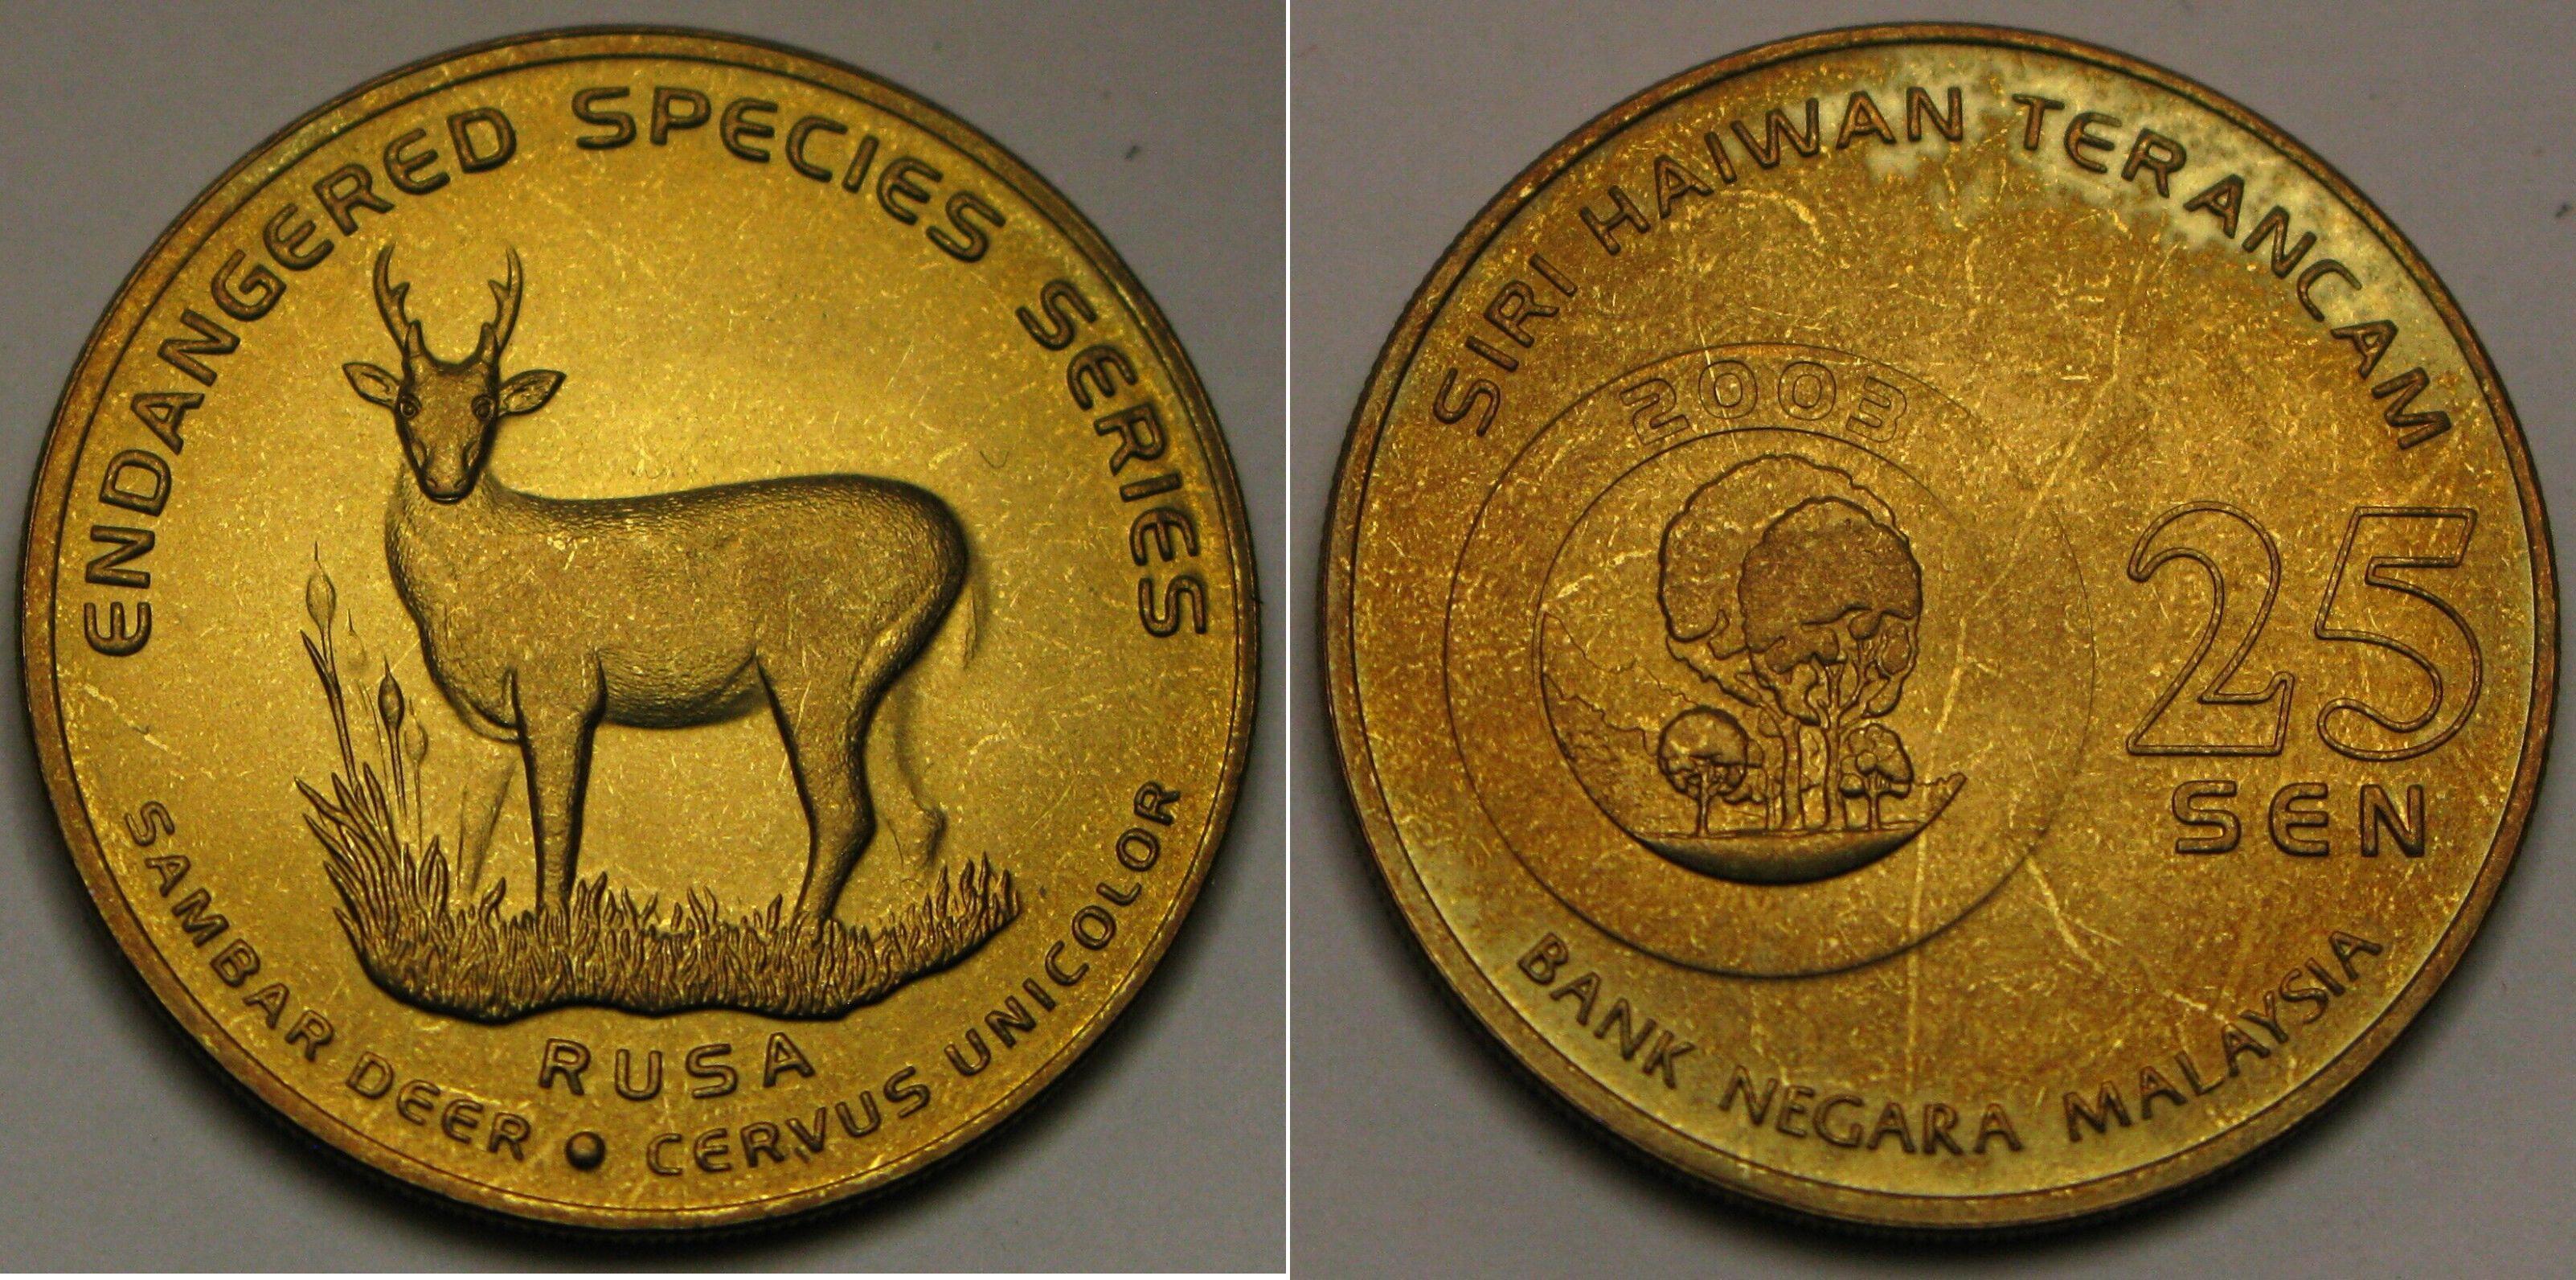 ENDANGERED SPECIES SERIES
RUSA
SAMBAR DEER • CERVUS UNICOLOR
SIRI HAIWAN TERANCAM
2003
25
SEN
BANK NEGARA MALAYSIA